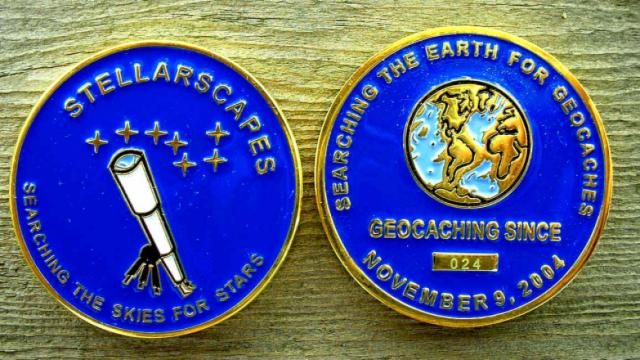 STELLARSCAPES
SEARCHING THE SKIES FOR STARS
SEARCHING THE EARTH FOR GEOCACHES
GEOCACHING SINCE
024
NOVEMBER 9, 2004